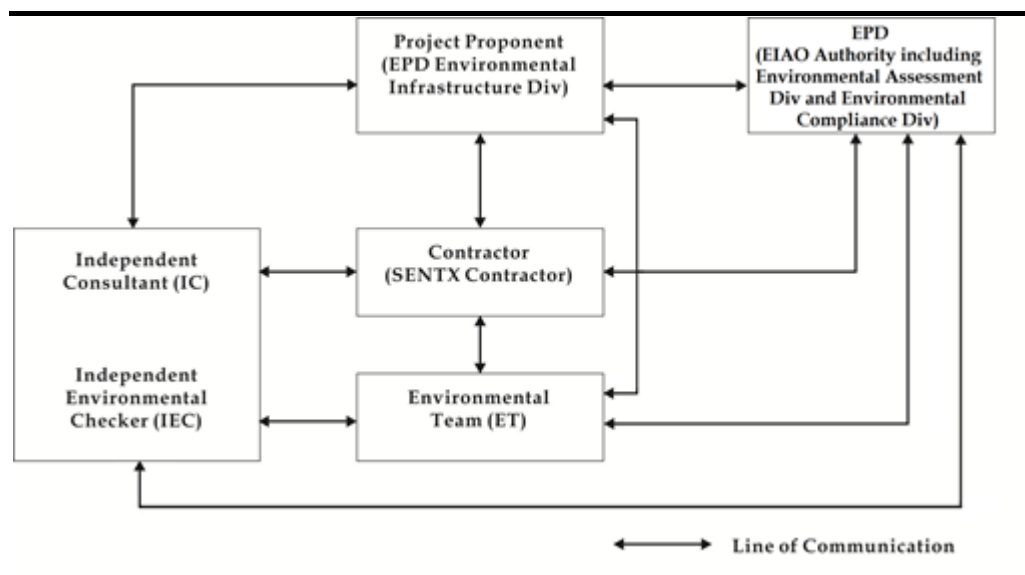 Project Proponent
(EPD Environmental
Infrastructure Div)
EPD
(EIAO Authority including
Environmental Assessment
Div and Environmental
Compliance Div)
Independent
Consultant (IC)
Contractor
(SENTX Contractor)
Independent
Environmental
Checker (IEC)
Environmental
Team (ET)
Line of Communication